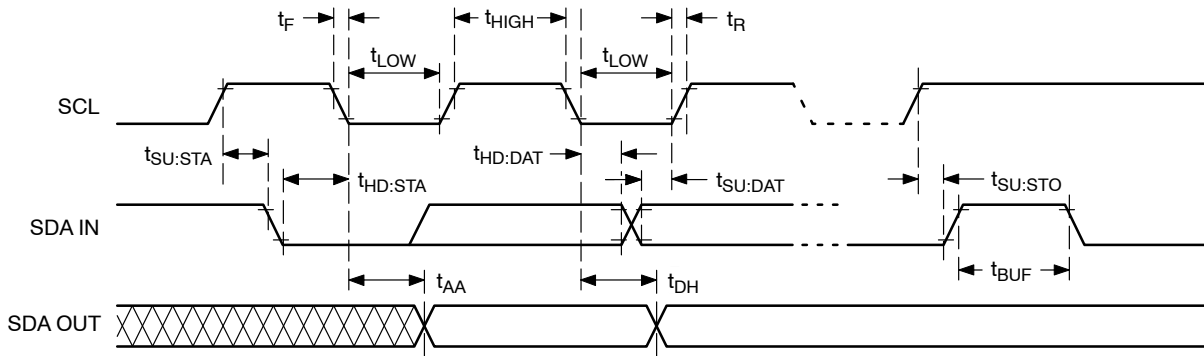 tF
tHIGH
tR
tLOW
tLOW
SCL
tSU:STA
tHD:DAT
tHD:STA
tSU:DAT
tSU:STO
SDA IN
tBUF
tAA
tDH
SDA OUT